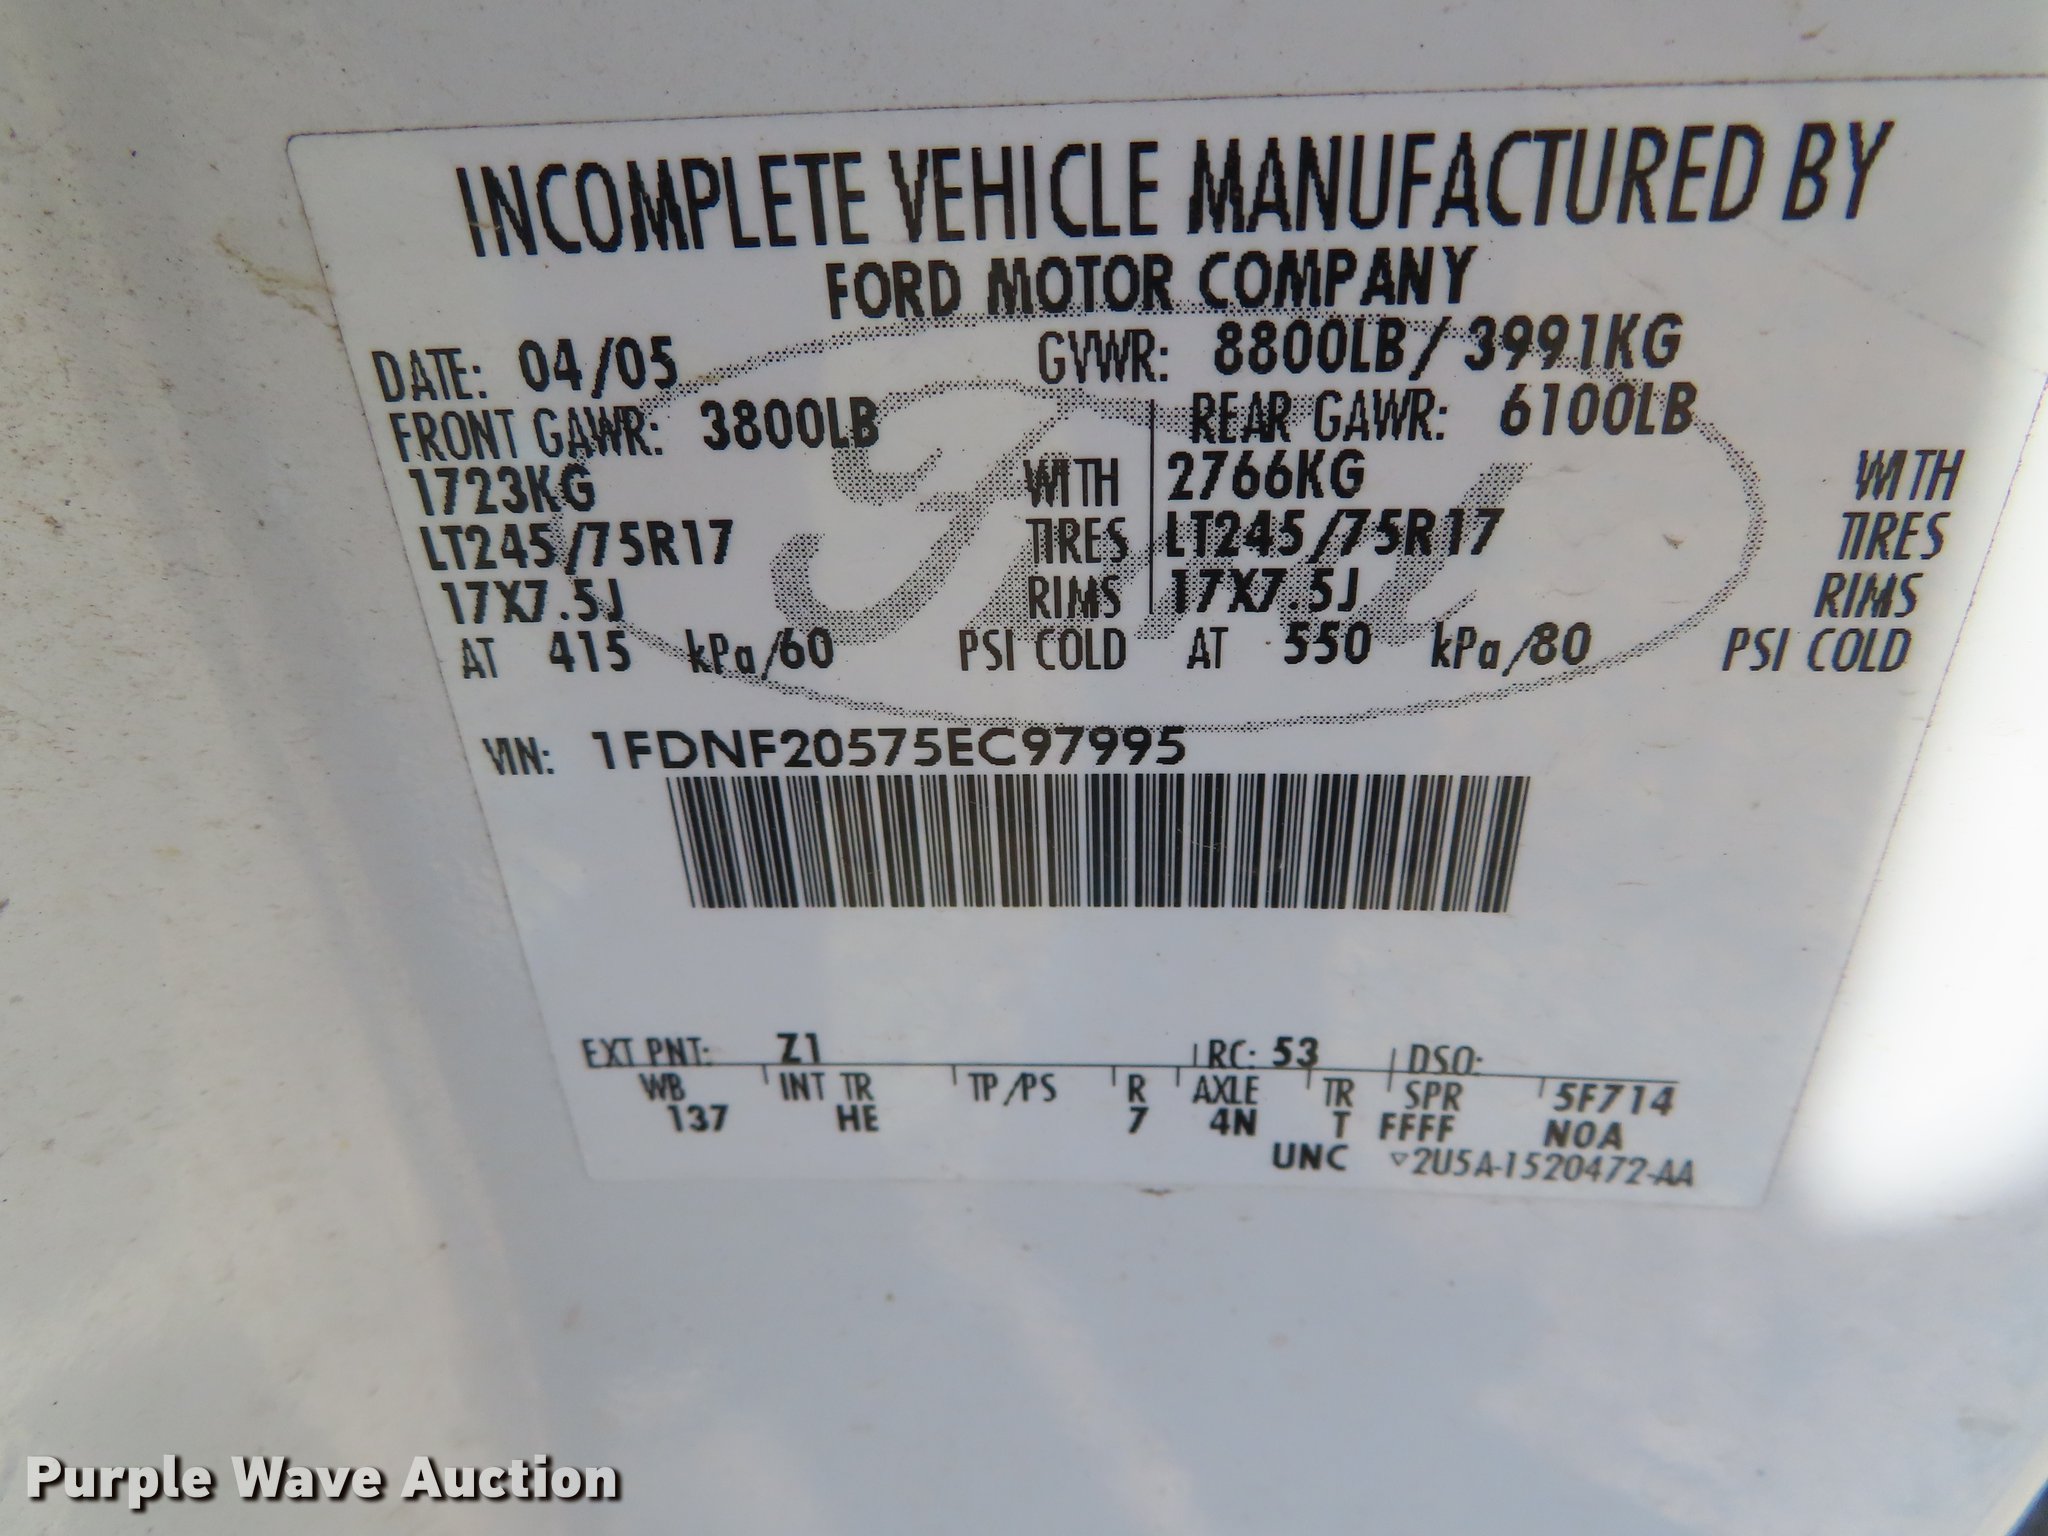 INCOMPLETE VEHICLE MANUFACTURED BY
FORD MOTOR COMPANY
DATE: 04/05 GVWR: 8800LB/3991KG
FRONT GAWR: 3800LB REAR GAWR: 6100LB
1723KG WITH 2766KG WITH
LT245/75R17 TIRES LT245/75R17 TIRES
17X7.5J RIMS 17X7.5J RIMS
AT 415 kPa/60 PSI COLD AT 550 kPa/80 PSI COLD
VIN: 1FDNF20575EC97995
EXT PNT: Z1 RC: 53 DSO:
WB INT TR TP/PS R AXLE TR SPR 5F714
137 HE 7 4N T FFFF N0A
UNC ▽2U5A-1520472-AA
Purple Wave Auction